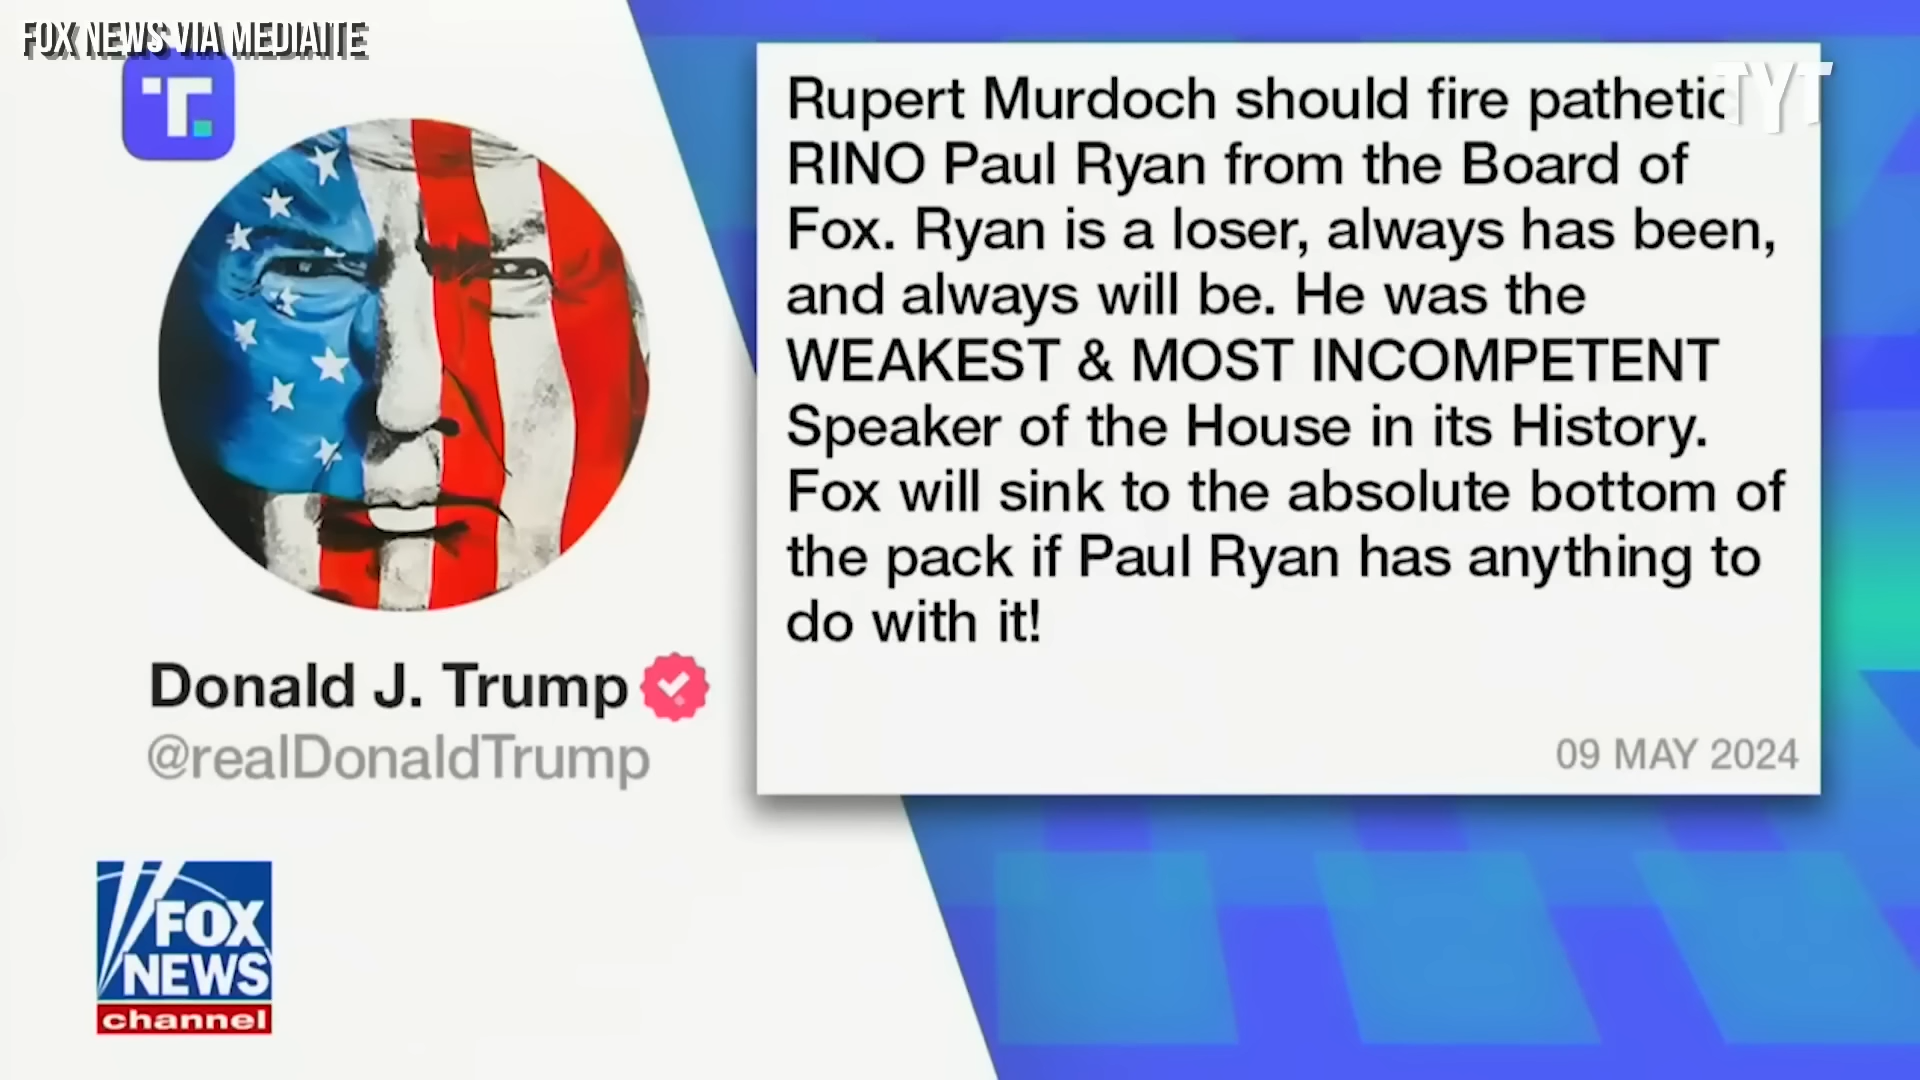 FOX NEWS VIA MEDIAITE
T.
TYT
Rupert Murdoch should fire pathetic
RINO Paul Ryan from the Board of
Fox. Ryan is a loser, always has been,
and always will be. He was the
WEAKEST & MOST INCOMPETENT
Speaker of the House in its History.
Fox will sink to the absolute bottom of
the pack if Paul Ryan has anything to
do with it!
09 MAY 2024
Donald J. Trump
@realDonaldTrump
FOX
NEWS
channel